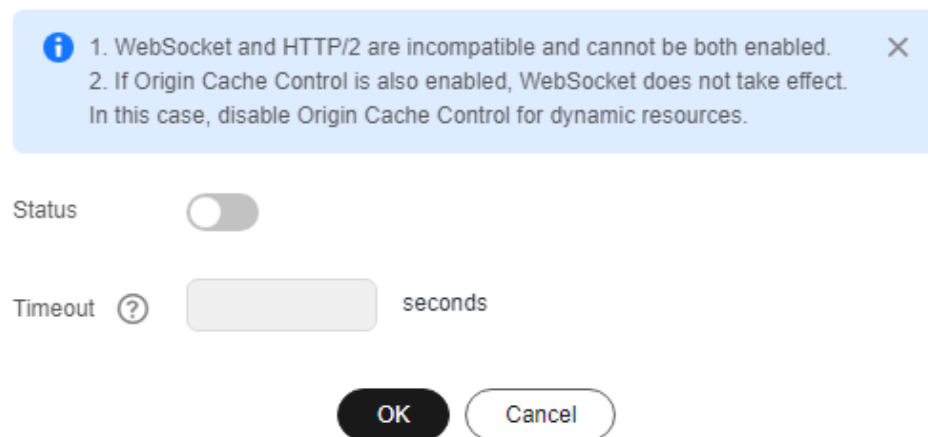 1. WebSocket and HTTP/2 are incompatible and cannot be both enabled.
2. If Origin Cache Control is also enabled, WebSocket does not take effect.
In this case, disable Origin Cache Control for dynamic resources.
Status
Timeout ? seconds
OK Cancel